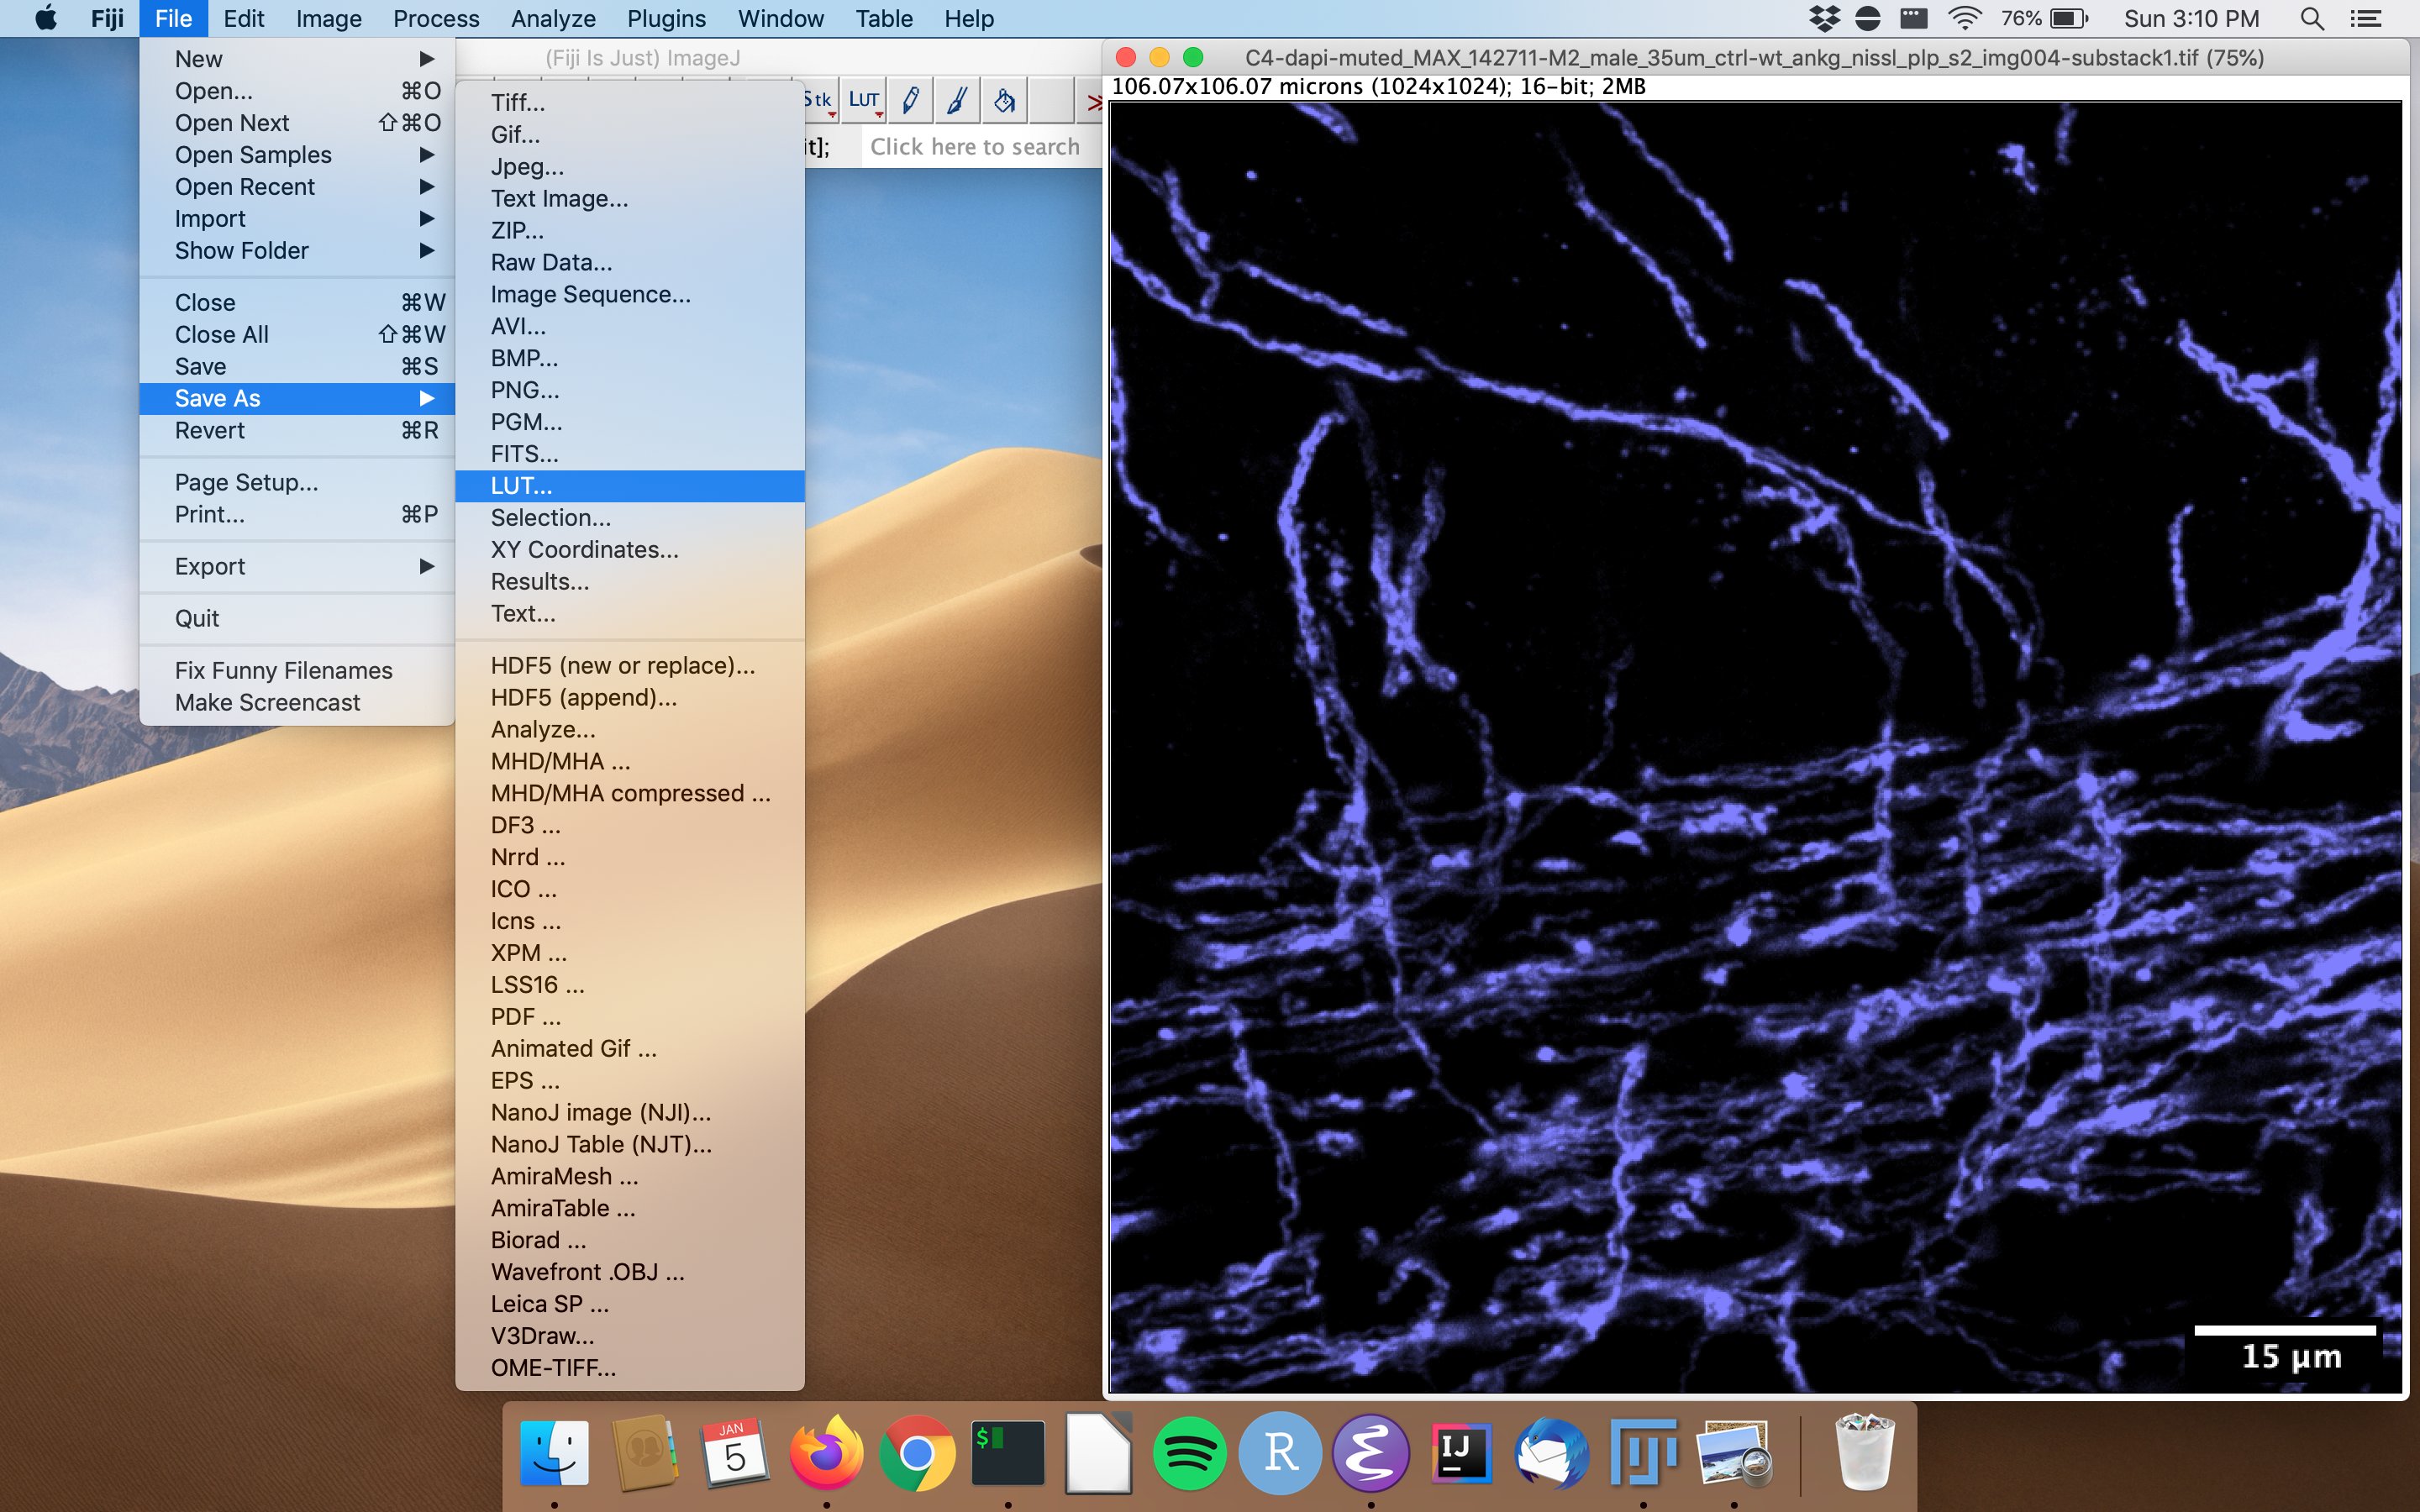 Fiji File Edit Image Process Analyze Plugins Window Table Help 76% Sun 3:10 PM
New
Open... ⌘O
Open Next ⇧⌘O
Open Samples
Open Recent
Import
Show Folder
Close ⌘W
Close All ⇧⌘W
Save ⌘S
Save As
Revert ⌘R
Page Setup...
Print... ⌘P
Export
Quit
Fix Funny Filenames
Make Screencast
(Fiji Is Just) ImageJ
Stk LUT
it]; Click here to search
Tiff...
Gif...
Jpeg...
Text Image...
ZIP...
Raw Data...
Image Sequence...
AVI...
BMP...
PNG...
PGM...
FITS...
LUT...
Selection...
XY Coordinates...
Results...
Text...
HDF5 (new or replace)...
HDF5 (append)...
Analyze...
MHD/MHA ...
MHD/MHA compressed ...
DF3 ...
Nrrd ...
ICO ...
Icns ...
XPM ...
LSS16 ...
PDF ...
Animated Gif ...
EPS ...
NanoJ image (NJI)...
NanoJ Table (NJT)...
AmiraMesh ...
AmiraTable ...
Biorad ...
Wavefront .OBJ ...
Leica SP ...
V3Draw...
OME-TIFF...
C4-dapi-muted_MAX_142711-M2_male_35um_ctrl-wt_ankg_nissl_plp_s2_img004-substack1.tif (75%)
106.07x106.07 microns (1024x1024); 16-bit; 2MB
15 µm
JAN
5
$
R
IJ